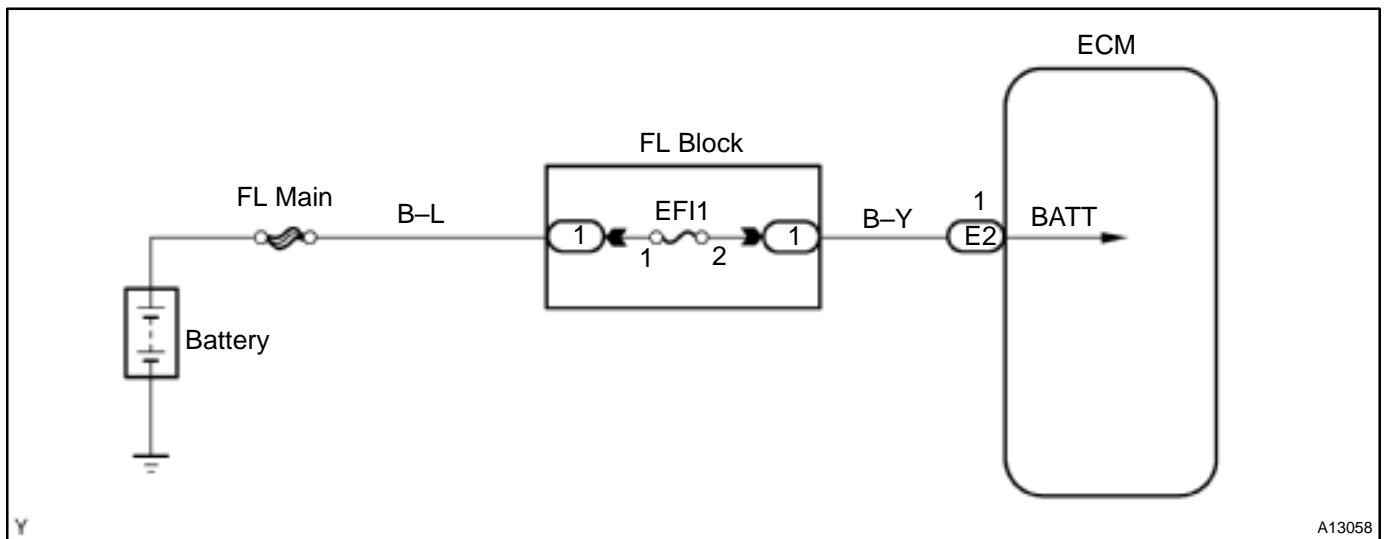 ECM
FL Block
FL Main
B–L
1
EFI1
1
2
1
B–Y
1
E2
BATT
Battery
Y
A13058